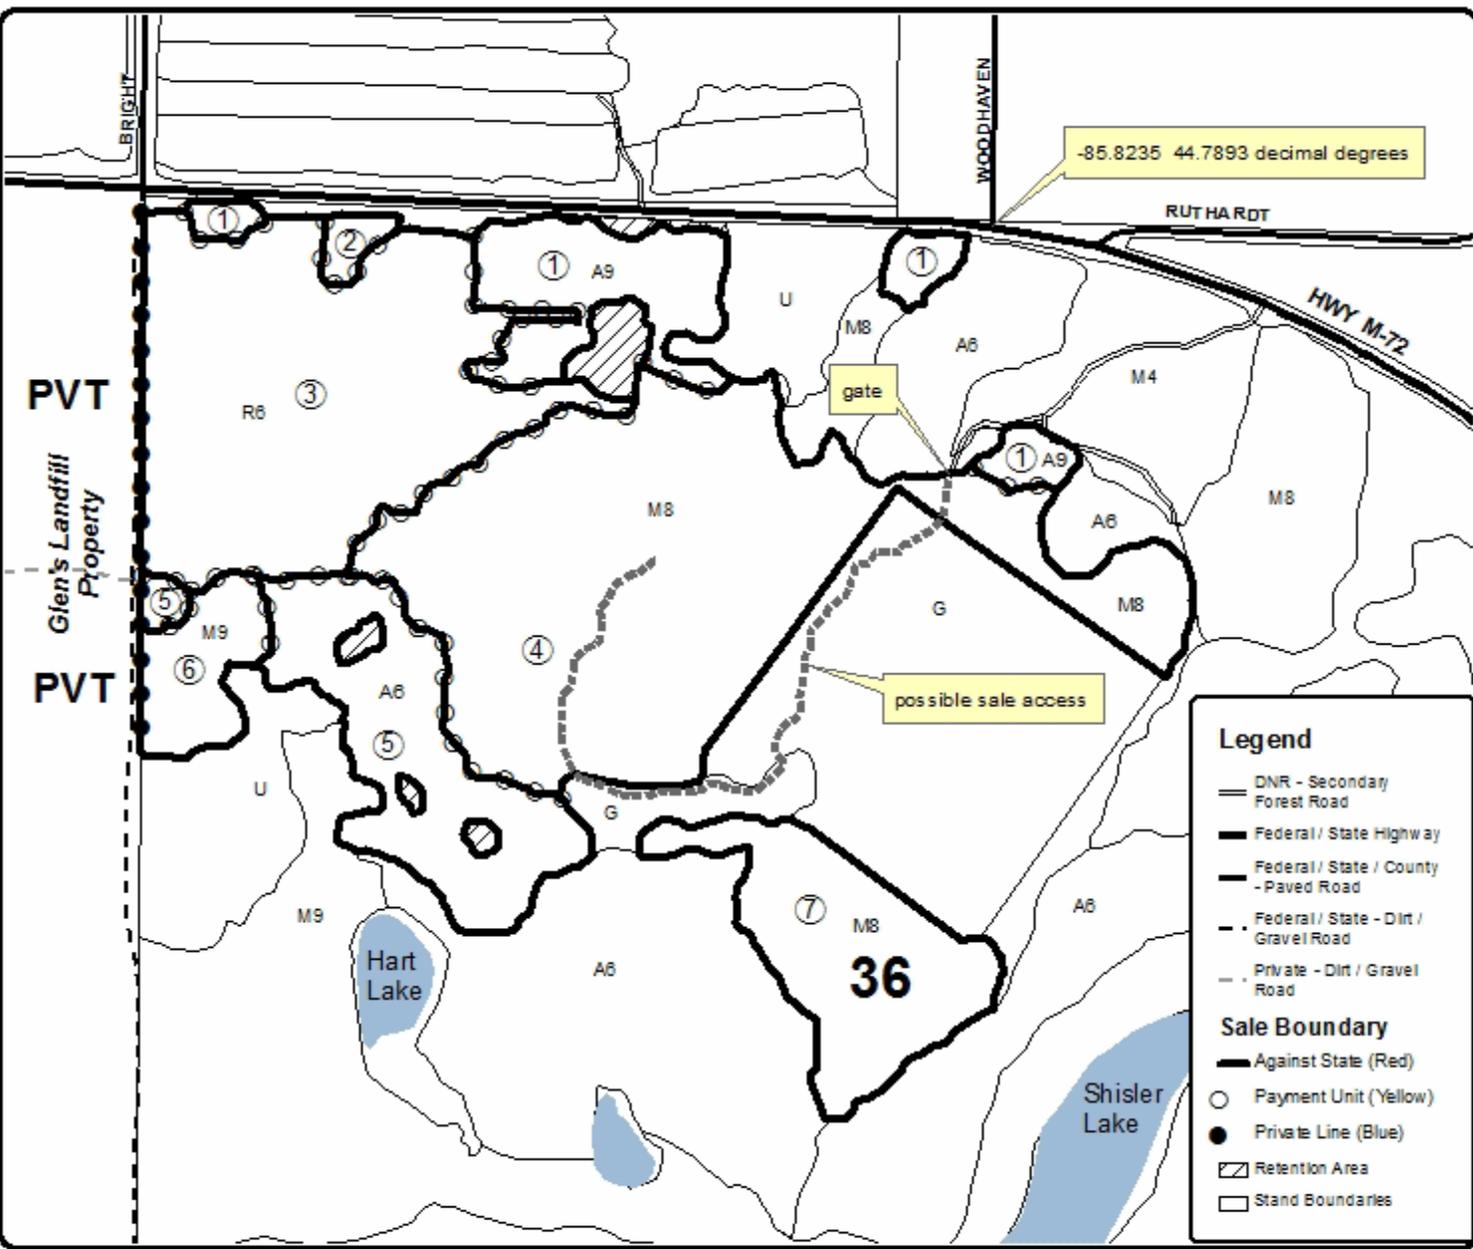 BRIGHT
WOODHAVEN
-85.8235 44.7893 decimal degrees
RUTHARDT
HWY M-72
1
2
1
A9
1
U
M8
A6
M4
gate
PVT
R6
3
1
A9
M8
M8
A6
Glen's Landfill
Property
5
M9
6
PVT
A6
4
G
M8
possible sale access
5
U
G
M9
7
M8
36
A6
A6
Hart
Lake
Shisler
Lake
Legend
DNR - Secondary
Forest Road
Federal / State Highway
Federal / State / County
- Paved Road
Federal / State - Dirt /
Gravel Road
Private - Dirt / Gravel
Road
Sale Boundary
Against State (Red)
Payment Unit (Yellow)
Private Line (Blue)
Retention Area
Stand Boundaries